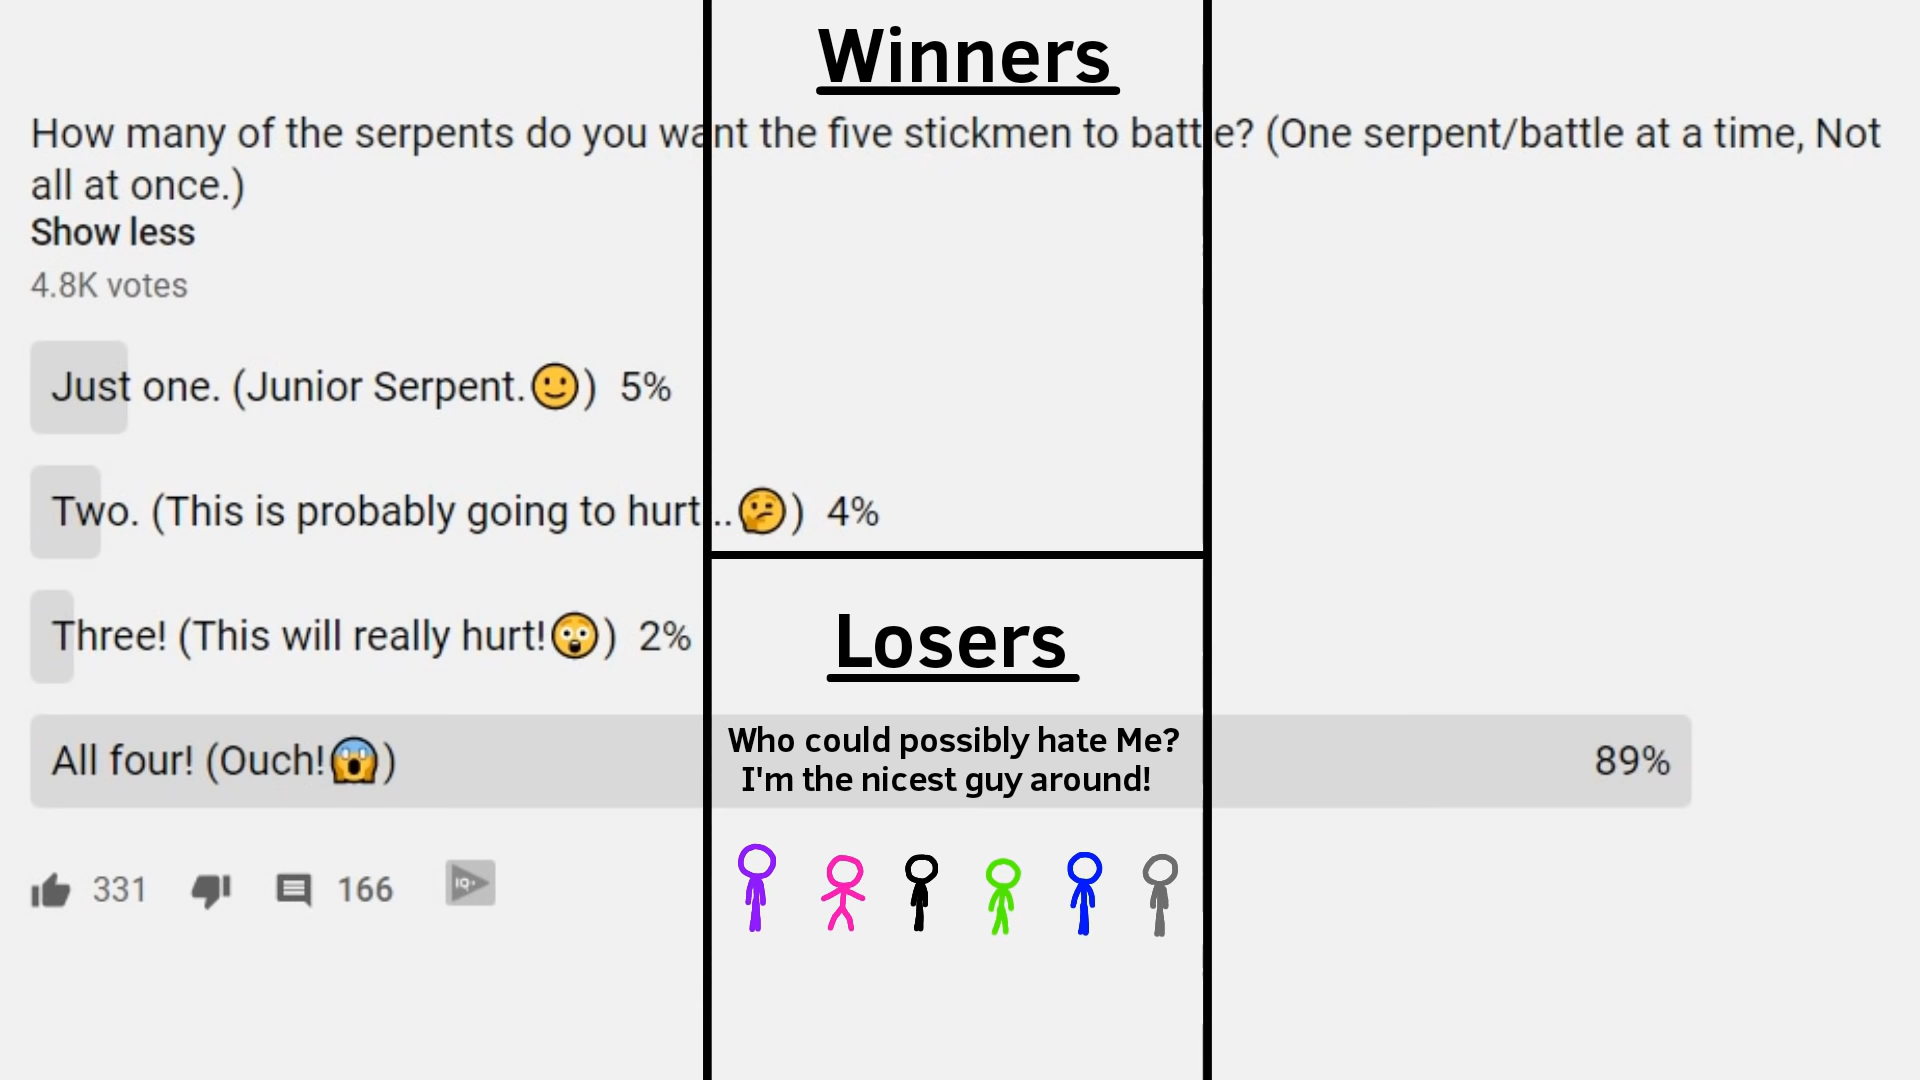 Winners
How many of the serpents do you want the five stickmen to battle? (One serpent/battle at a time, Not
all at once.)
Show less
4.8K votes
Just one. (Junior Serpent.🙂) 5%
Two. (This is probably going to hurt...🤔) 4%
Losers
Three! (This will really hurt!😲) 2%
All four! (Ouch!😱) 89%
Who could possibly hate Me?
I'm the nicest guy around!
331 166 IQ+